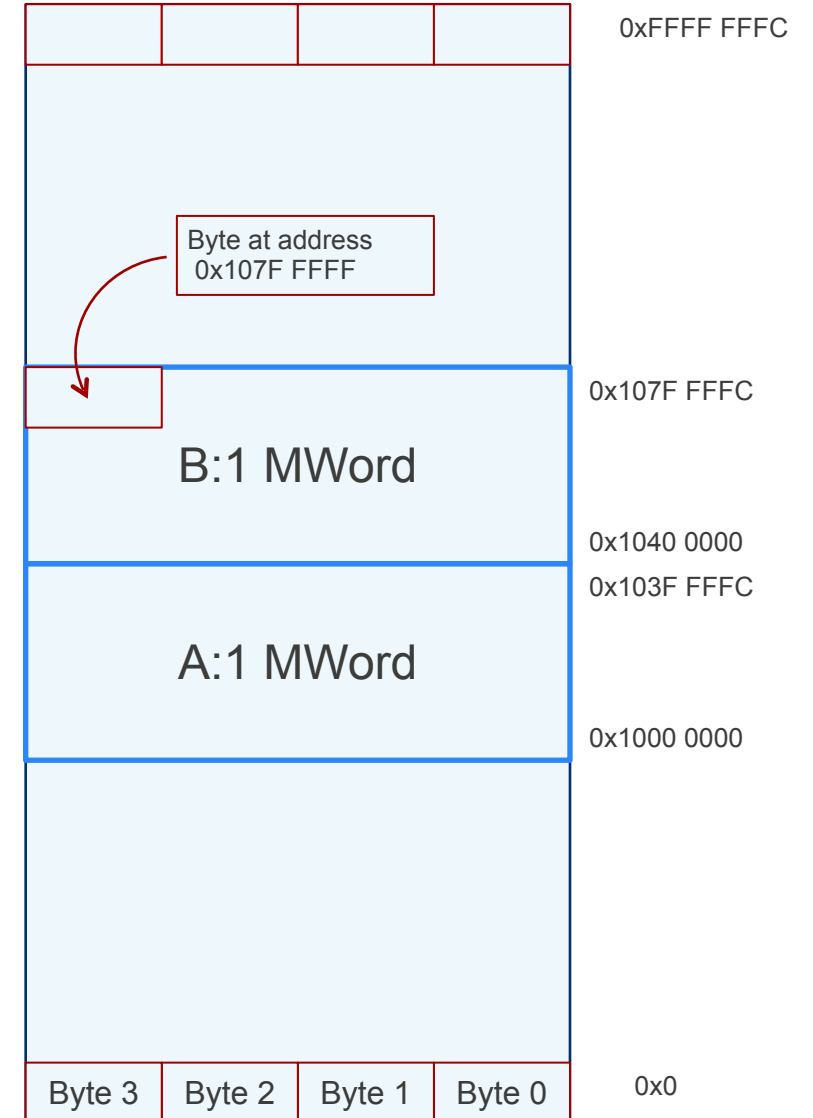 0xFFFF FFFC
Byte at address
0x107F FFFF
0x107F FFFC
B:1 MWord
0x1040 0000
0x103F FFFC
A:1 MWord
0x1000 0000
Byte 3 Byte 2 Byte 1 Byte 0 0x0